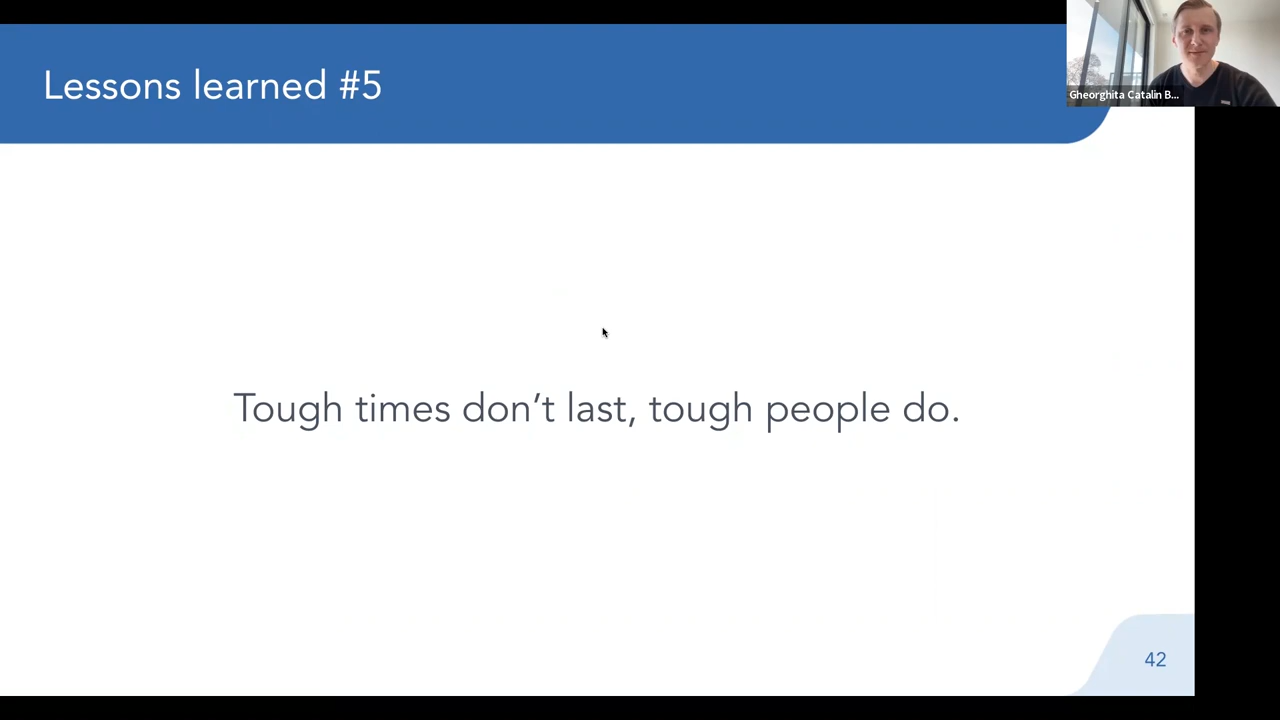 Lessons learned #5
Gheorghita Catalin B...
Tough times don’t last, tough people do.
42